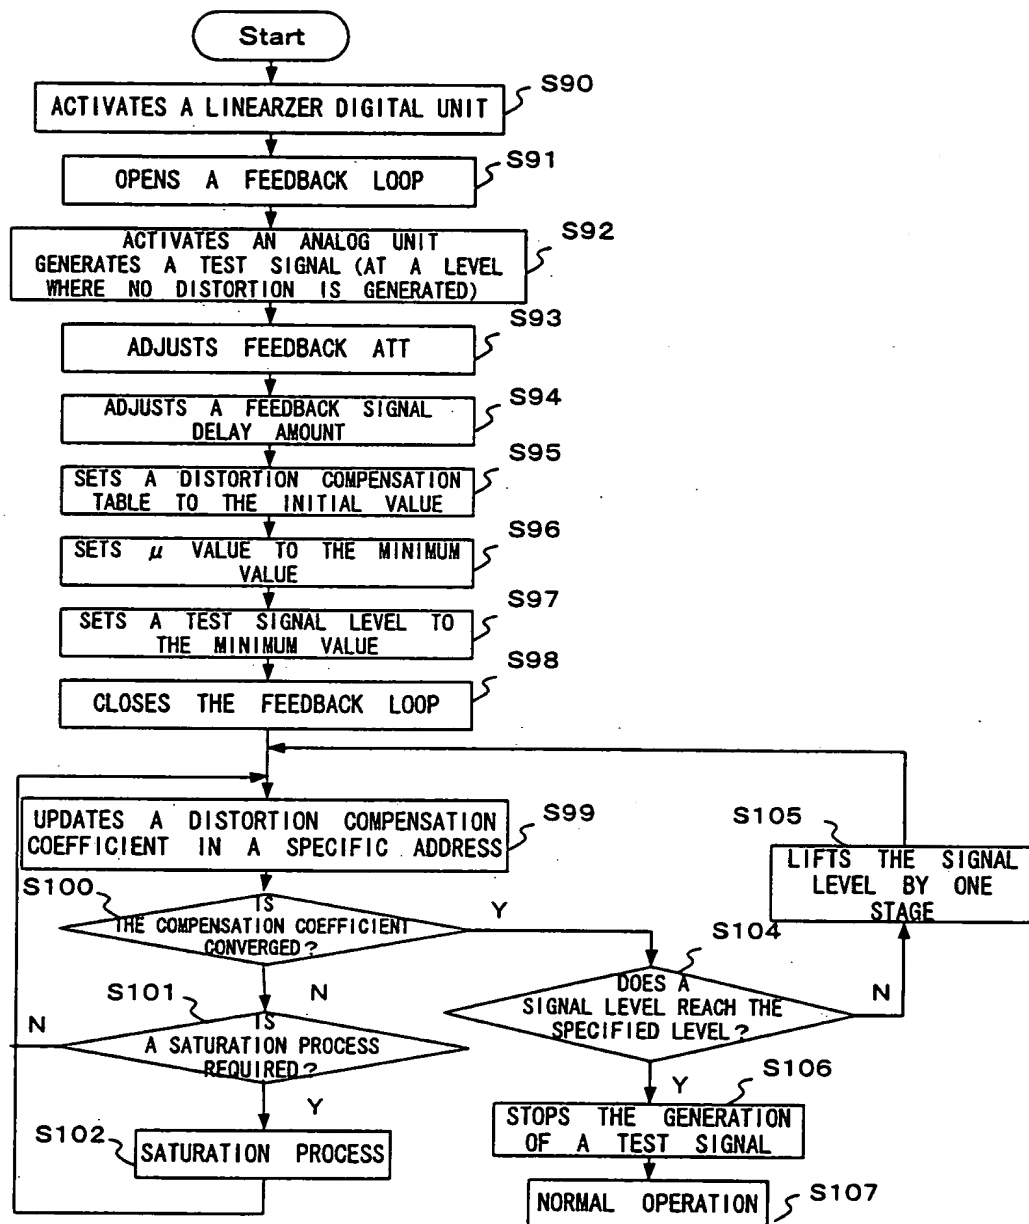 Start
S90
ACTIVATES A LINEARZER DIGITAL UNIT
S91
OPENS A FEEDBACK LOOP
S92
ACTIVATES AN ANALOG UNIT
GENERATES A TEST SIGNAL (AT A LEVEL
WHERE NO DISTORTION IS GENERATED)
S93
ADJUSTS FEEDBACK ATT
S94
ADJUSTS A FEEDBACK SIGNAL
DELAY AMOUNT
S95
SETS A DISTORTION COMPENSATION
TABLE TO THE INITIAL VALUE
S96
SETS μ VALUE TO THE MINIMUM
VALUE
S97
SETS A TEST SIGNAL LEVEL TO
THE MINIMUM VALUE
S98
CLOSES THE FEEDBACK LOOP
S99
UPDATES A DISTORTION COMPENSATION
COEFFICIENT IN A SPECIFIC ADDRESS
S100
IS
THE COMPENSATION COEFFICIENT
CONVERGED?
Y
N
S101
IS
A SATURATION PROCESS
REQUIRED?
N
Y
S102
SATURATION PROCESS
S104
DOES A
SIGNAL LEVEL REACH THE
SPECIFIED LEVEL?
N
Y
S105
LIFTS THE SIGNAL
LEVEL BY ONE
STAGE
S106
STOPS THE GENERATION
OF A TEST SIGNAL
S107
NORMAL OPERATION